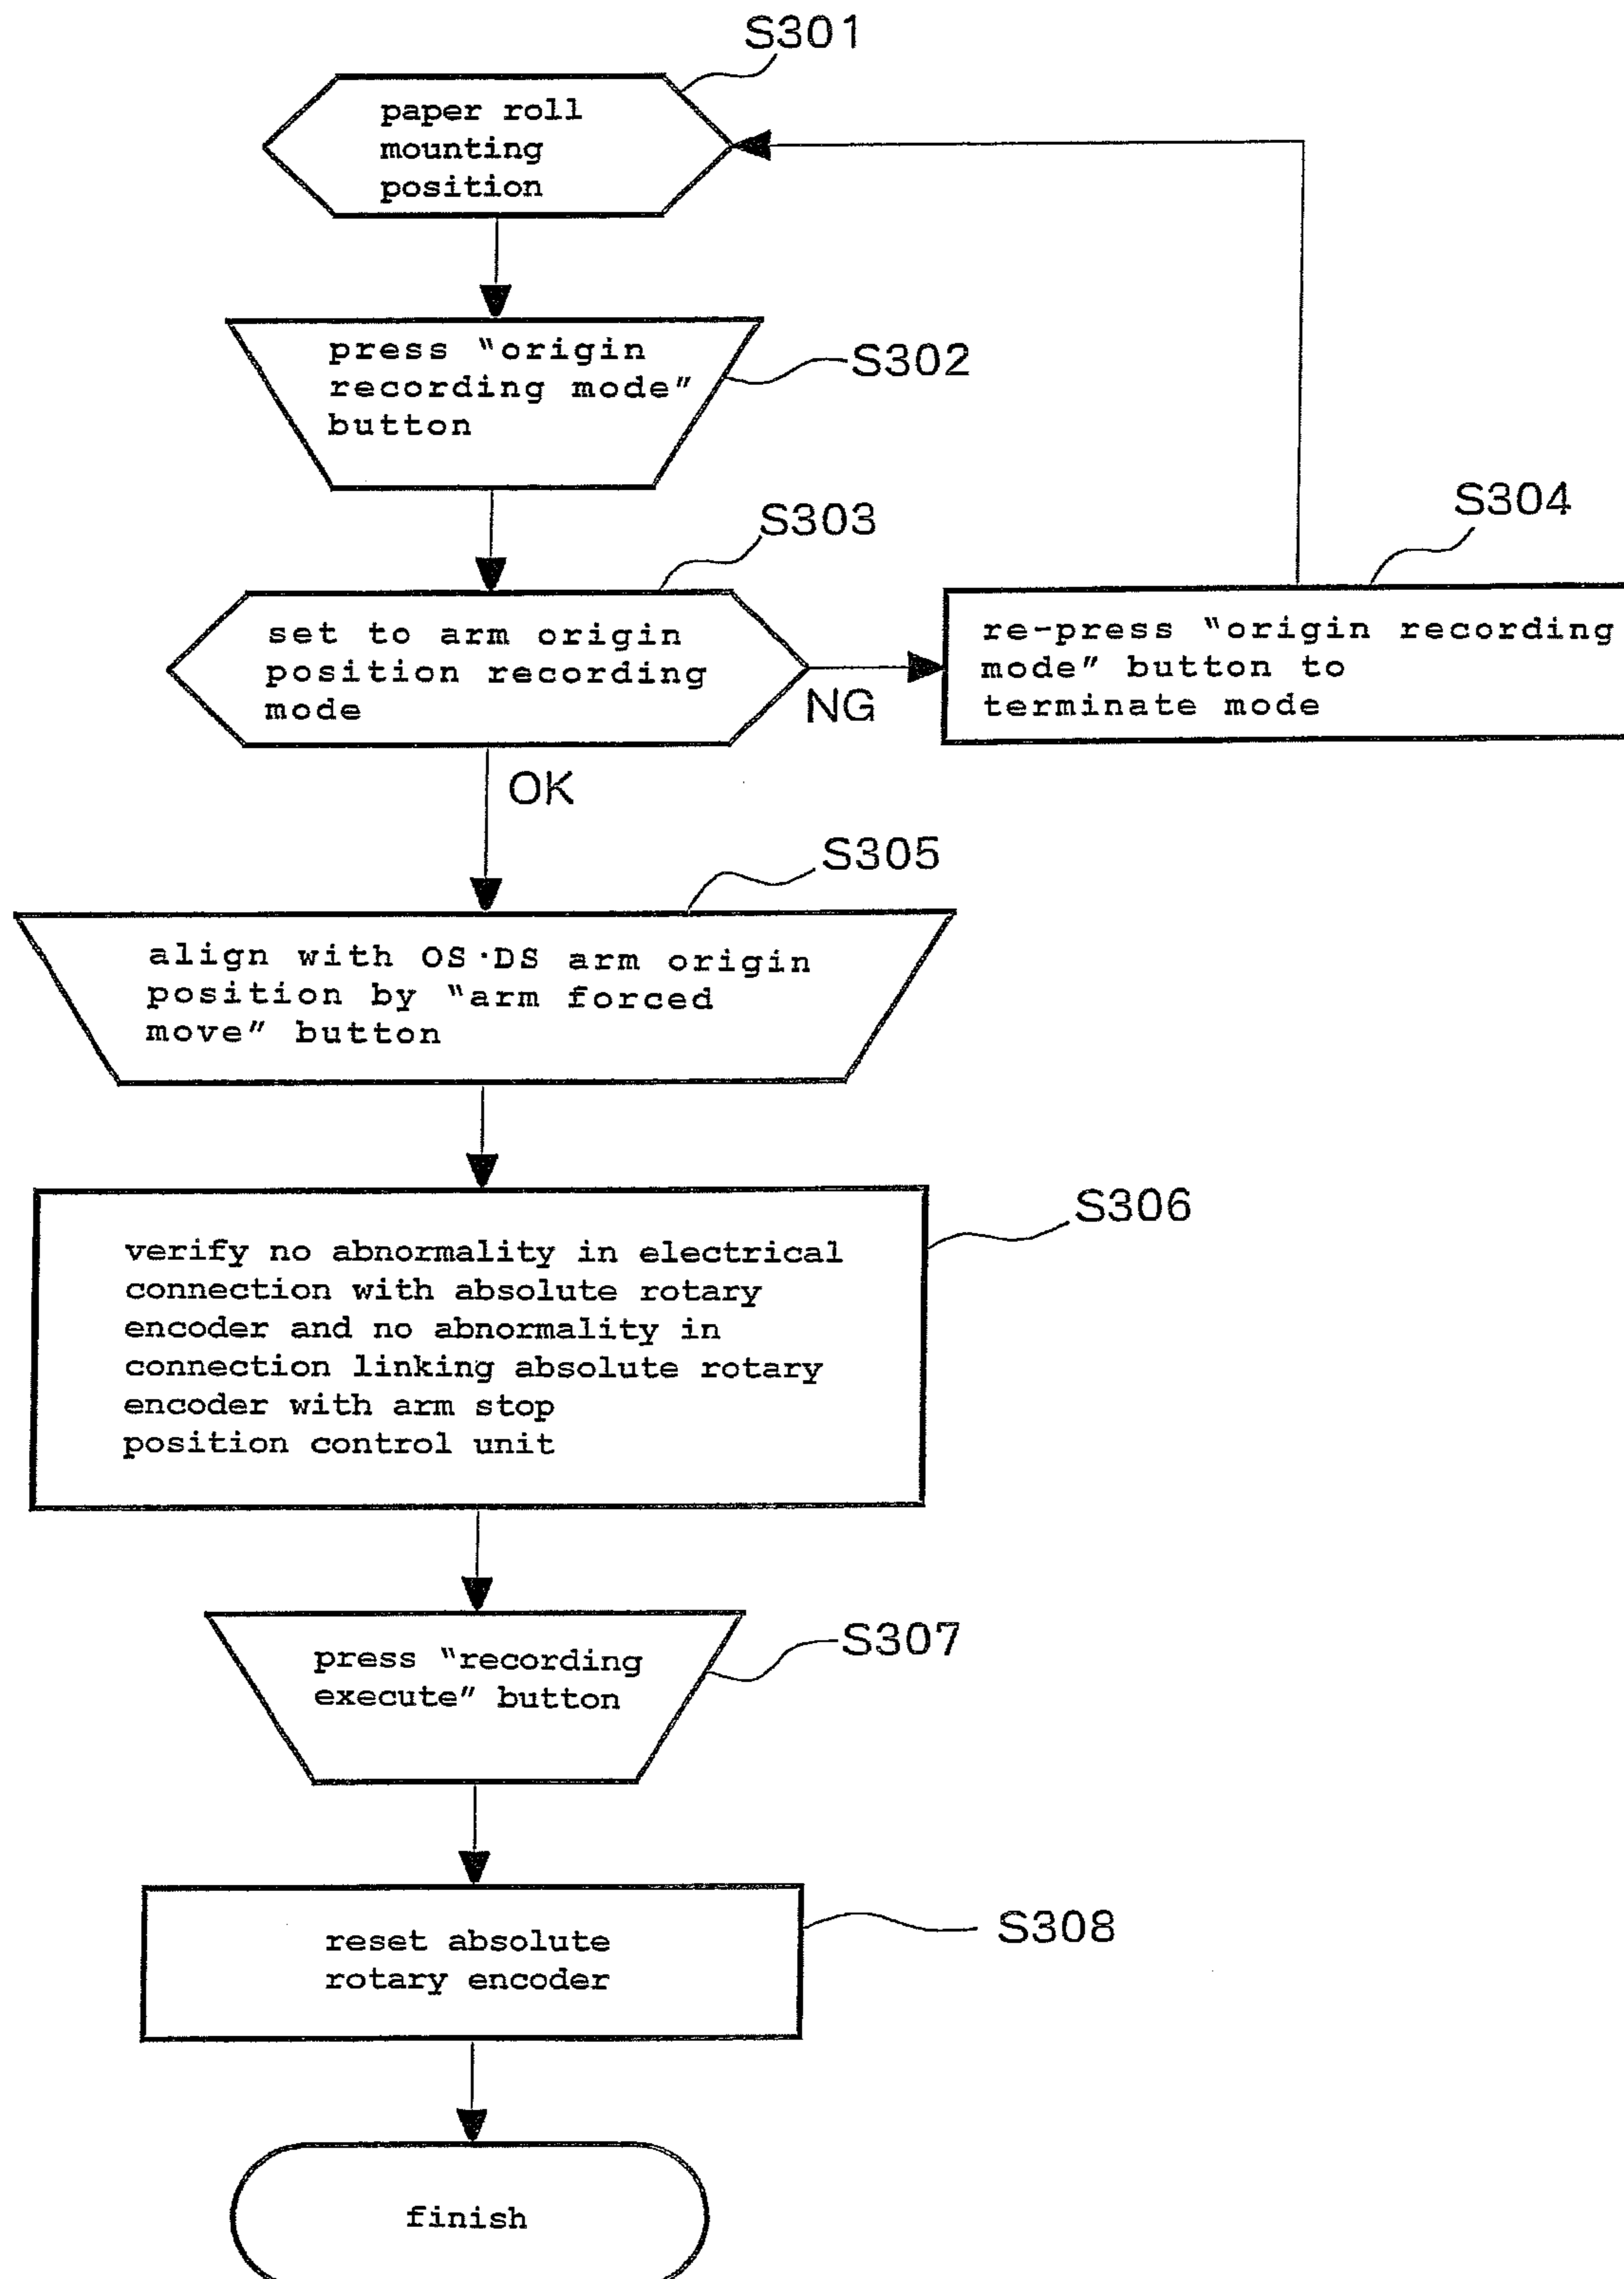 S301
paper roll
mounting
position
press "origin
recording mode"
button
S302
S303
set to arm origin
position recording
mode
NG
S304
re-press "origin recording
mode" button to
terminate mode
OK
S305
align with OS·DS arm origin
position by "arm forced
move" button
S306
verify no abnormality in electrical
connection with absolute rotary
encoder and no abnormality in
connection linking absolute rotary
encoder with arm stop
position control unit
S307
press "recording
execute" button
S308
reset absolute
rotary encoder
finish